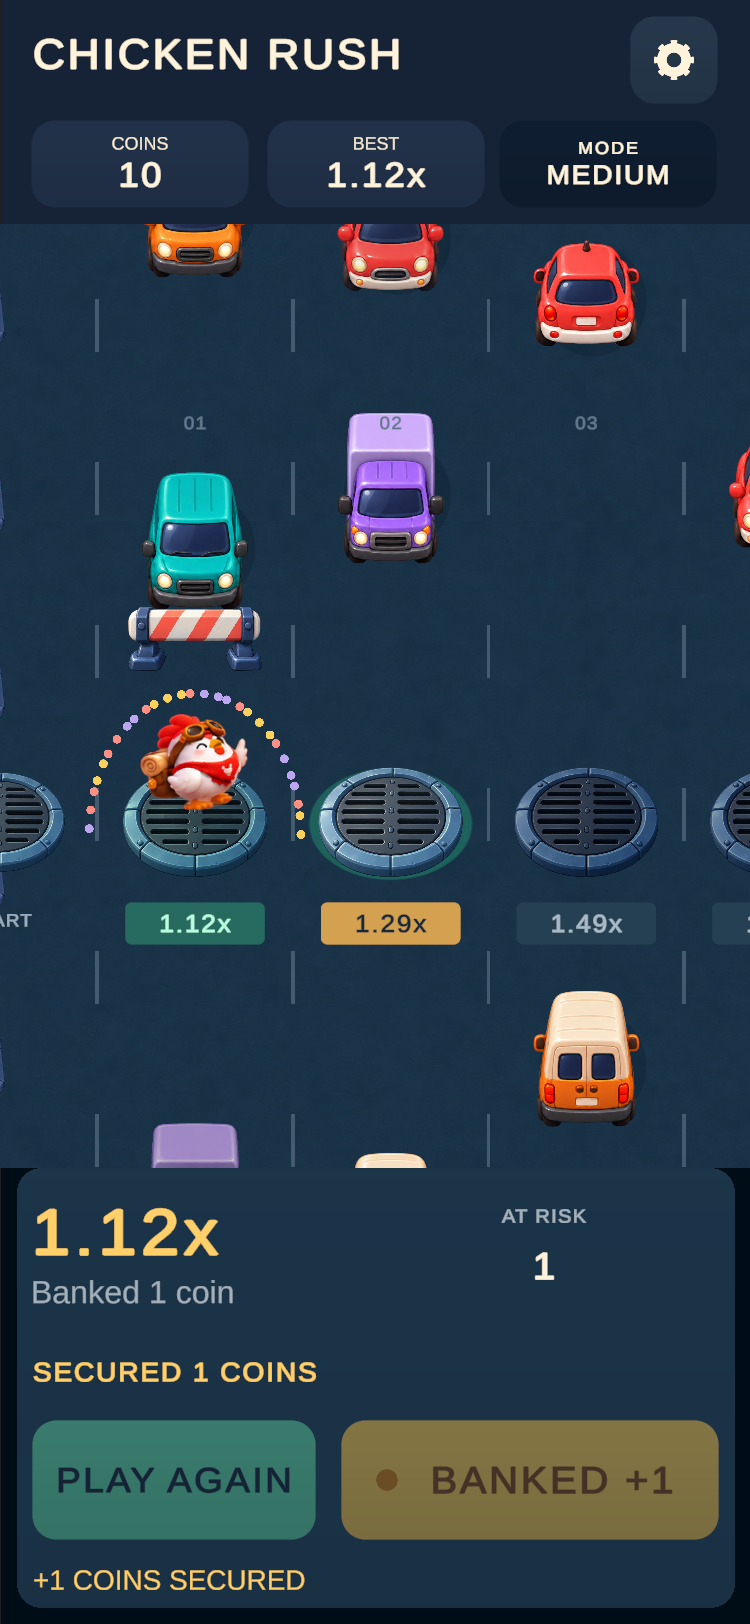 CHICKEN RUSH
COINS
10
BEST
1.12x
MODE
MEDIUM
01
02
03
ART
1.12x
1.29x
1.49x
1.12x
Banked 1 coin
AT RISK
1
SECURED 1 COINS
PLAY AGAIN
BANKED +1
+1 COINS SECURED